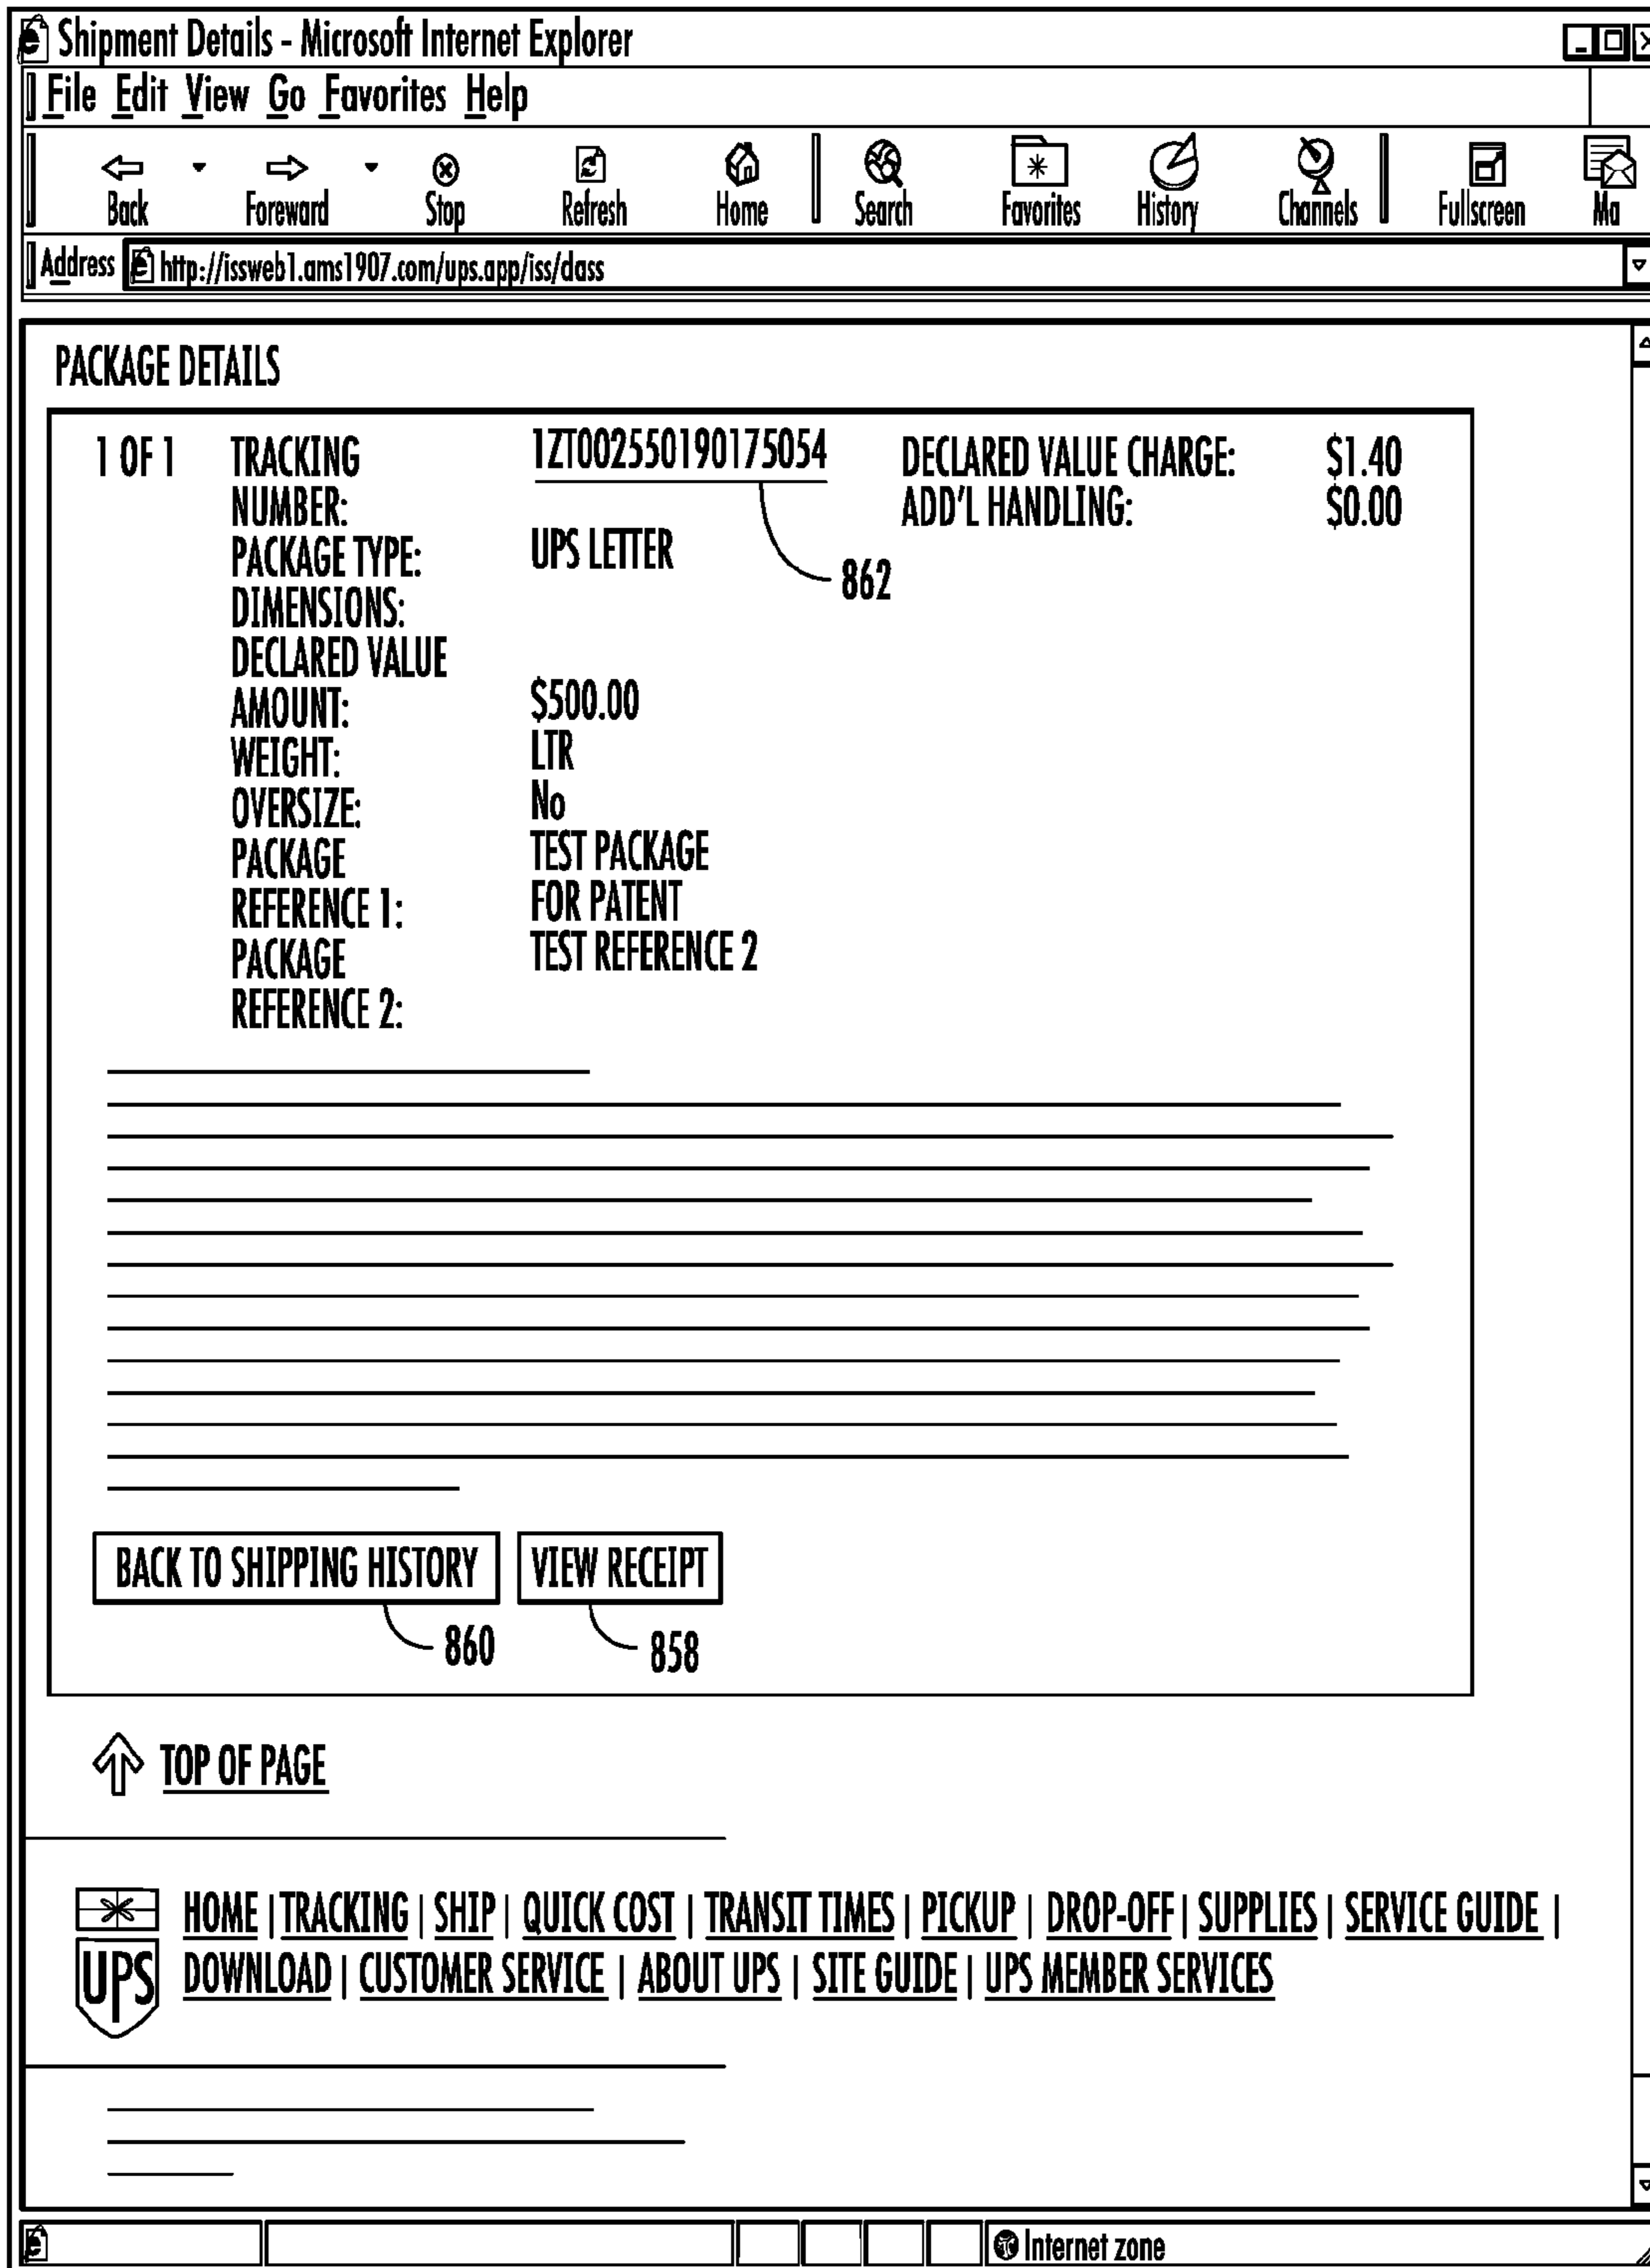 Shipment Details - Microsoft Internet Explorer
File Edit View Go Favorites Help
Back Foreward Stop Refresh Home Search Favorites History Channels Fullscreen Ma
Address http://issweb1.ams1907.com/ups.app/iss/dass
PACKAGE DETAILS
1 OF 1 TRACKING 1ZT002550190175054 DECLARED VALUE CHARGE: $1.40
NUMBER: ADD'L HANDLING: $0.00
PACKAGE TYPE: UPS LETTER
862
DIMENSIONS:
DECLARED VALUE
AMOUNT: $500.00
WEIGHT: LTR
OVERSIZE: No
PACKAGE TEST PACKAGE
REFERENCE 1: FOR PATENT
PACKAGE TEST REFERENCE 2
REFERENCE 2:
BACK TO SHIPPING HISTORY VIEW RECEIPT
860 858
TOP OF PAGE
HOME | TRACKING | SHIP | QUICK COST | TRANSIT TIMES | PICKUP | DROP-OFF | SUPPLIES | SERVICE GUIDE |
UPS DOWNLOAD | CUSTOMER SERVICE | ABOUT UPS | SITE GUIDE | UPS MEMBER SERVICES
Internet zone